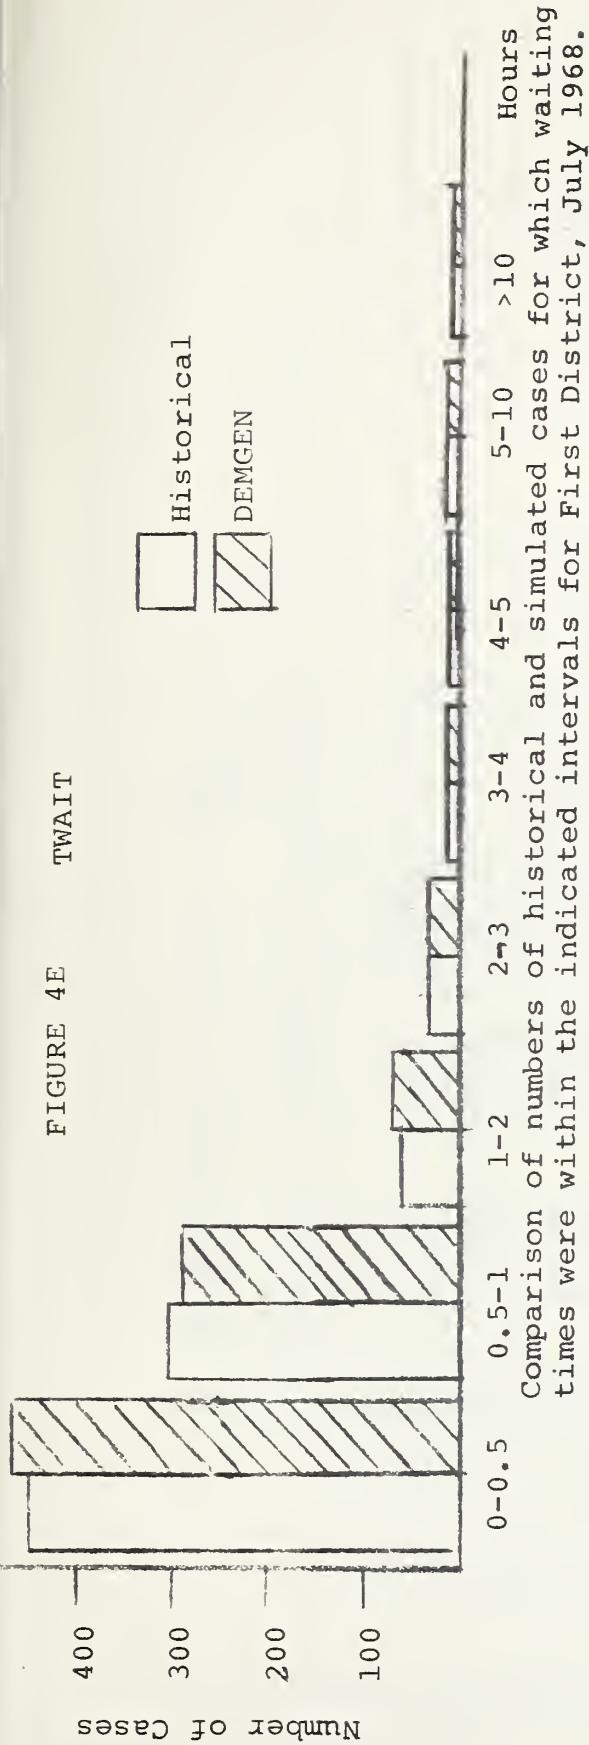 FIGURE 4E TWAIT
Historical
DEMGEN
Number of Cases
400
300
200
100
0-0.5 0.5-1 1-2 2-3 3-4 4-5 5-10 >10 Hours
Comparison of numbers of historical and simulated cases for which waiting
times were within the indicated intervals for First District, July 1968.